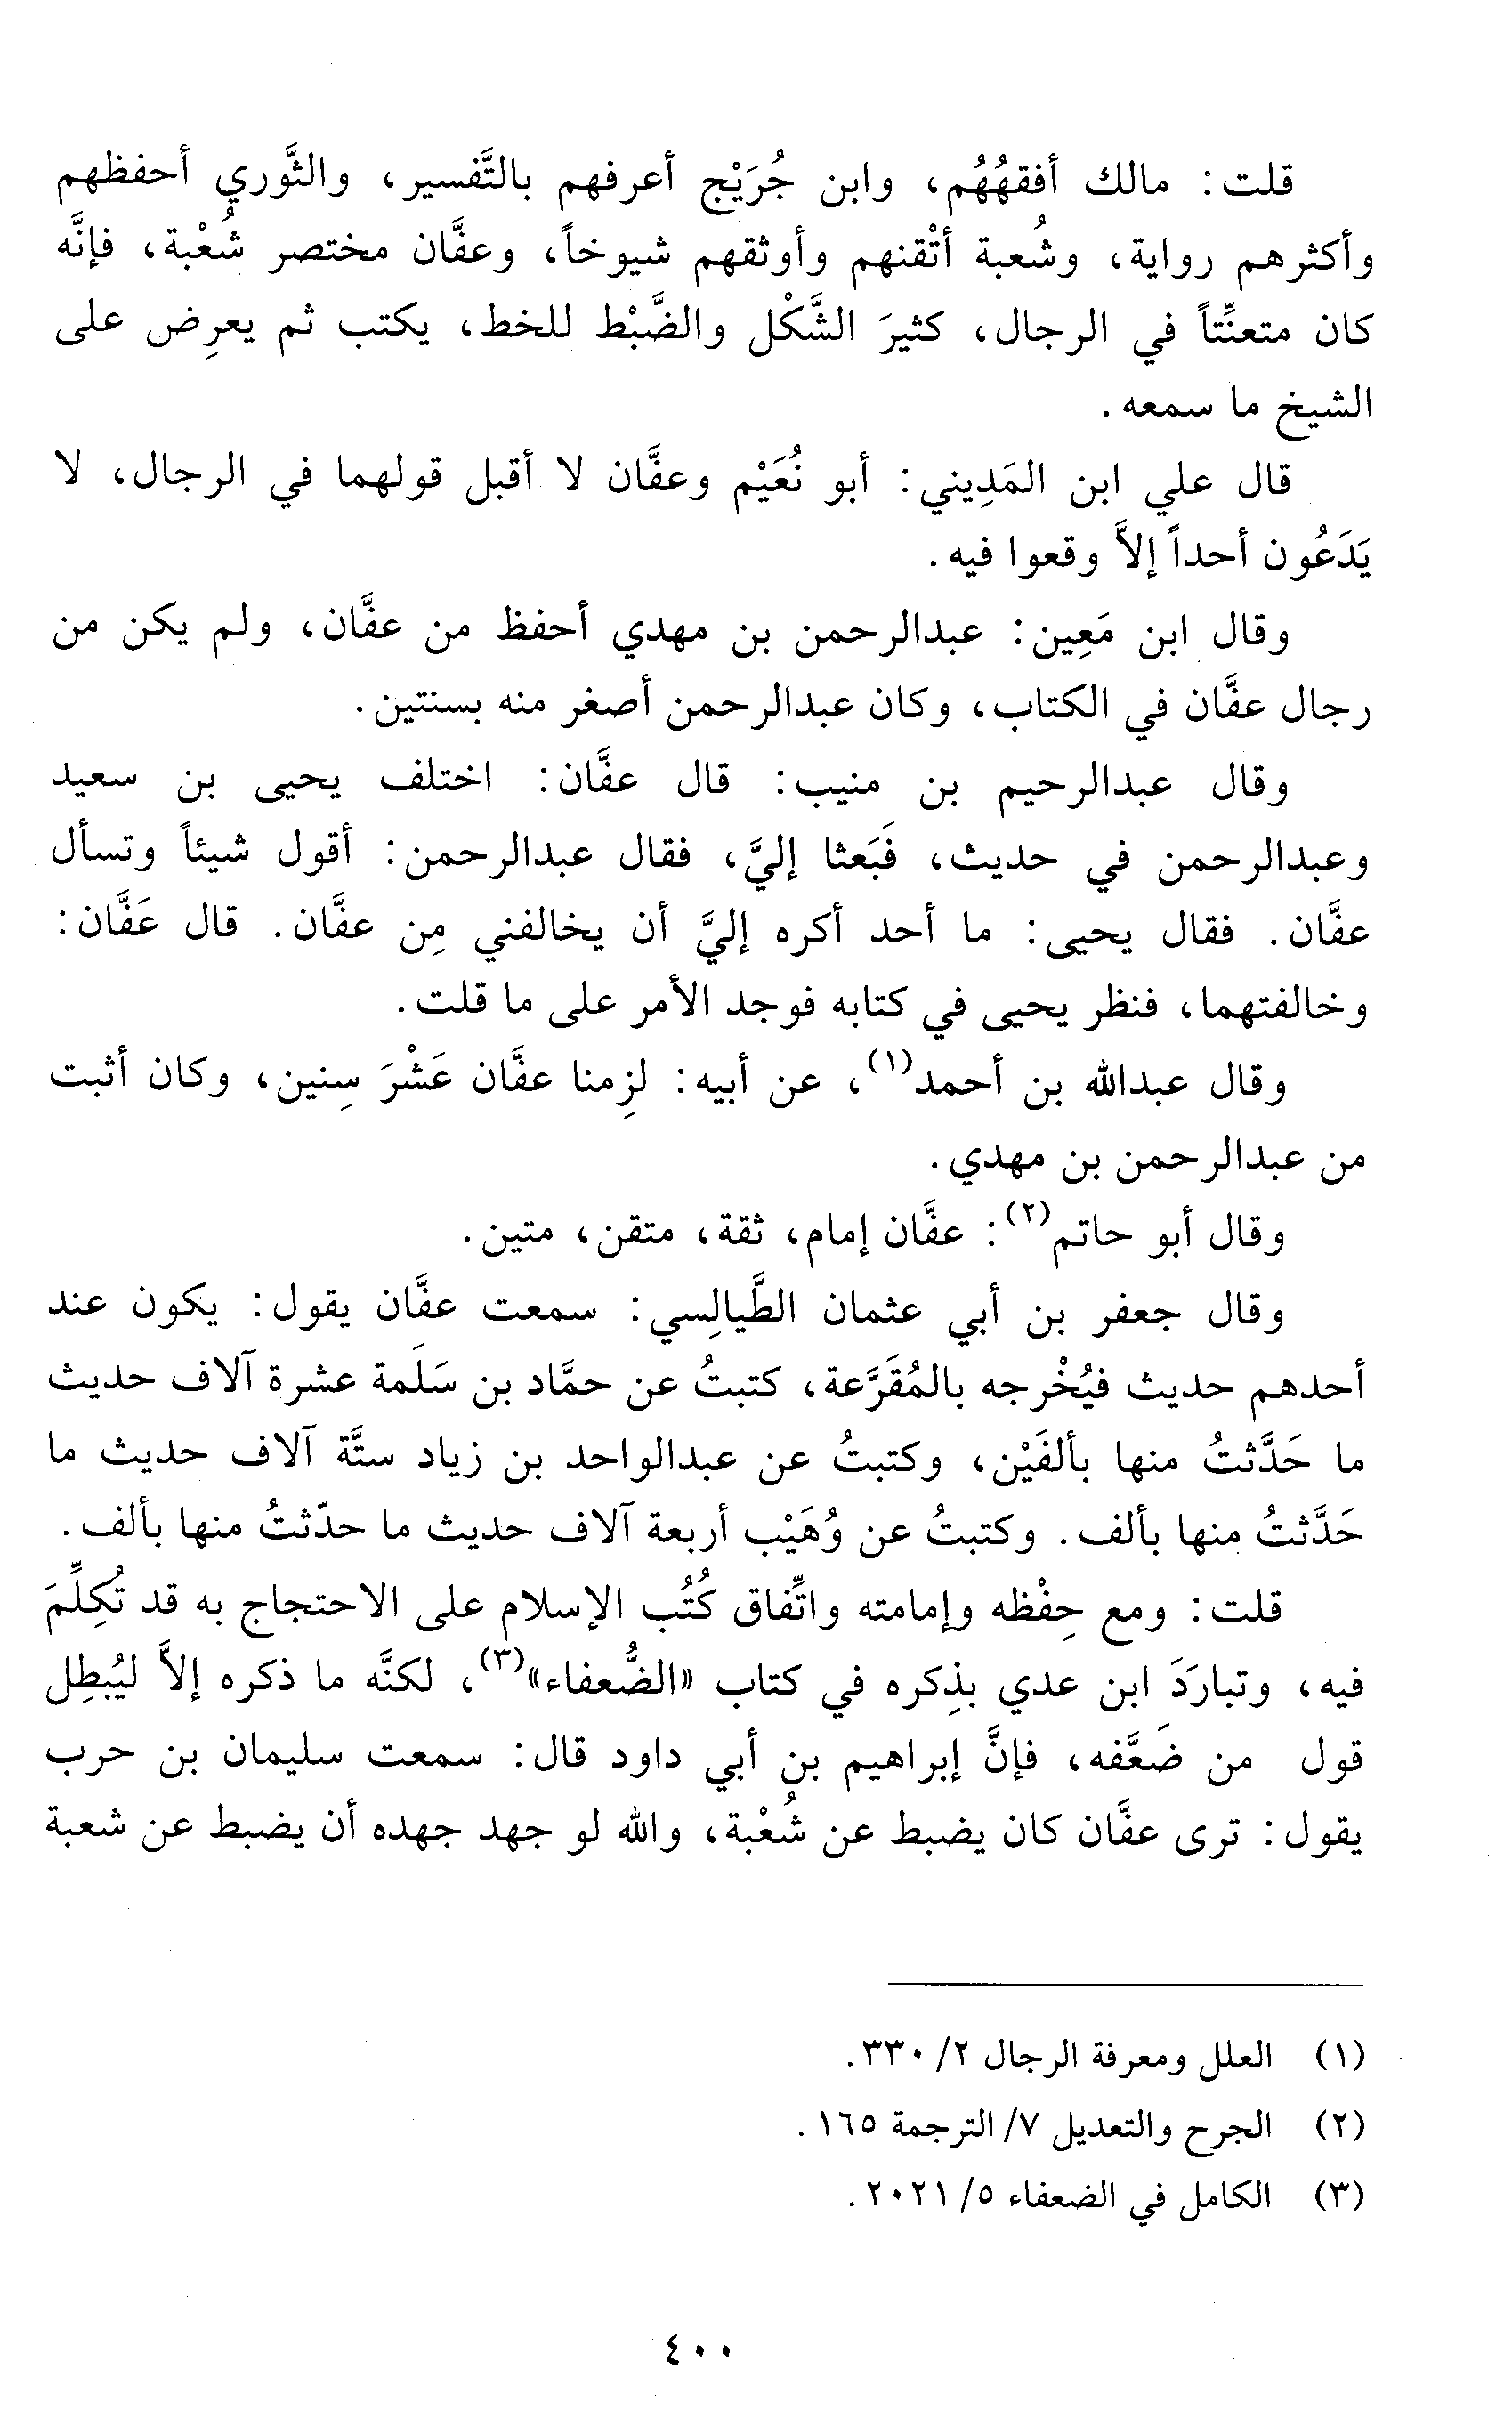 قلت: مالك أفقهُهُم، وابن جُرَيْج أعرفهم بالتَّفسير، والثَّوري أحفظهم
وأكثرهم رواية، وشُعبة أتْقنهم وأوثقهم شيوخاً، وعفَّان مختصر شُعْبة، فإنَّه
كان متعنِّتاً في الرجال، كثيرَ الشَّكْل والضَّبْط للخط، يكتب ثم يعرِض على
الشيخ ما سمعه.
قال علي ابن المَدِيني: أبو نُعَيْم وعفَّان لا أقبل قولهما في الرجال، لا
يَدَعُون أحداً إلاَّ وقعوا فيه.
وقال ابن مَعِين: عبدالرحمن بن مهدي أحفظ من عفَّان، ولم يكن من
رجال عفَّان في الكتاب، وكان عبدالرحمن أصغر منه بسنتين.
وقال عبدالرحيم بن منيب: قال عفَّان: اختلف يحيى بن سعيد
وعبدالرحمن في حديث، فبَعثا إليَّ، فقال عبدالرحمن: أقول شيئاً وتسأل
عفَّان. فقال يحيى: ما أحد أكره إليَّ أن يخالفني مِن عفَّان. قال عَفَّان:
وخالفتهما، فنظر يحيى في كتابه فوجد الأمر على ما قلت.
وقال عبدالله بن أحمد(١)، عن أبيه: لزِمنا عفَّان عَشْرَ سِنين، وكان أثبت
من عبدالرحمن بن مهدي.
وقال أبو حاتم(٢): عفَّان إمام، ثقة، متقن، متين.
وقال جعفر بن أبي عثمان الطَّيالِسي: سمعت عفَّان يقول: يكون عند
أحدهم حديث فيُخْرجه بالمُقَرَّعة، كتبتُ عن حمَّاد بن سَلَمة عشرة آلاف حديث
ما حَدَّثتُ منها بألفَيْن، وكتبتُ عن عبدالواحد بن زياد ستَّة آلاف حديث ما
حَدَّثتُ منها بألف. وكتبتُ عن وُهَيْب أربعة آلاف حديث ما حدّثتُ منها بألف.
قلت: ومع حِفْظه وإمامته واتِّفاق كُتُب الإسلام على الاحتجاج به قد تُكِلِّمَ
فيه، وتبارَدَ ابن عدي بذِكره في كتاب «الضُّعفاء»(٣)، لكنَّه ما ذكره إلاَّ ليُبطِل
قول من ضَعَّفه، فإنَّ إبراهيم بن أبي داود قال: سمعت سليمان بن حرب
يقول: ترى عفَّان كان يضبط عن شُعْبة، والله لو جهد جهده أن يضبط عن شعبة
(١) العلل ومعرفة الرجال ٢/ ٣٣٠.
(٢) الجرح والتعديل ٧/ الترجمة ١٦٥.
(٣) الكامل في الضعفاء ٥/ ٢٠٢١.
٤٠٠